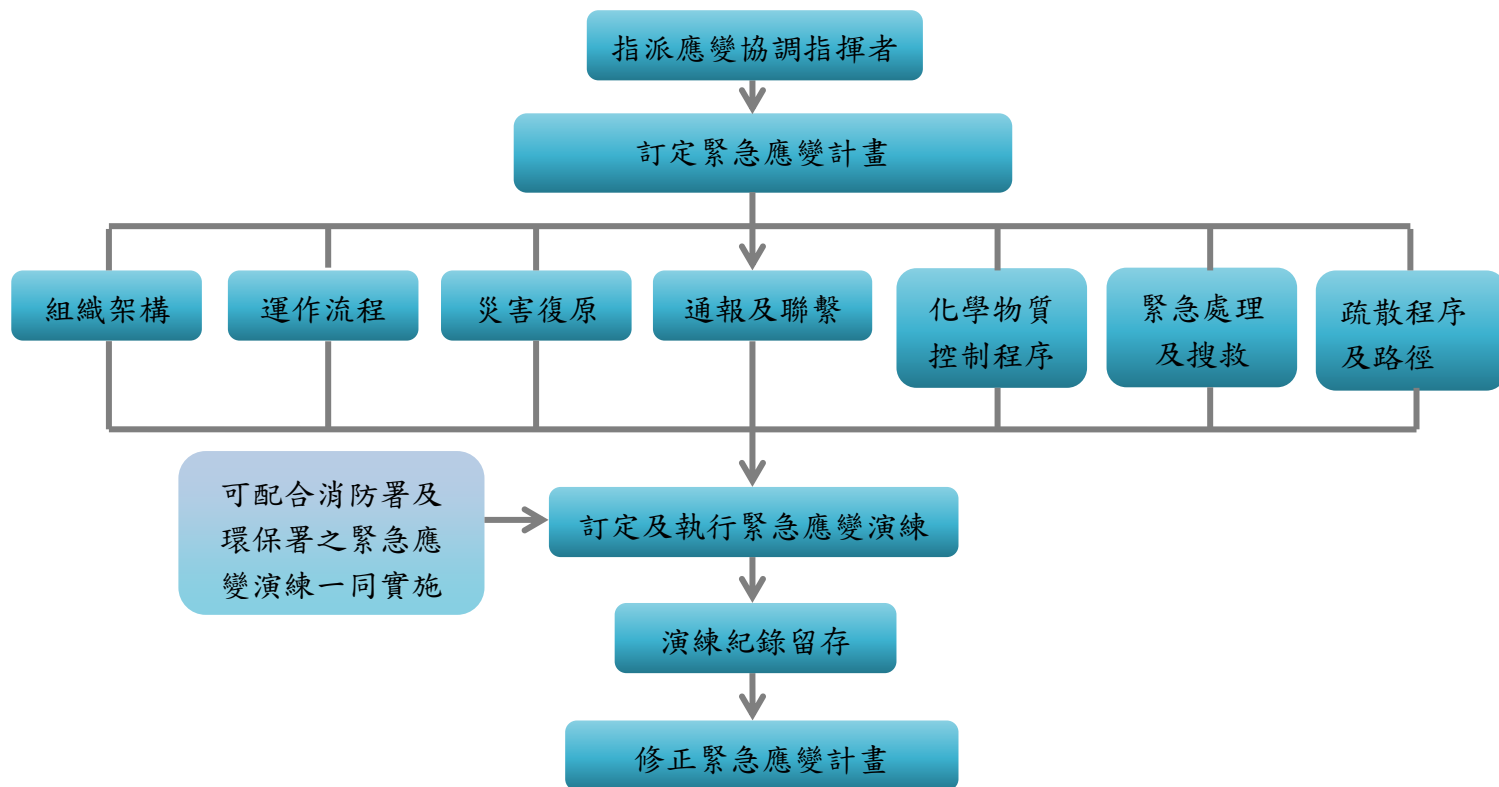 指派應變協調指揮者
訂定緊急應變計畫
組織架構
運作流程
災害復原
通報及聯繫
化學物質
控制程序
緊急處理
及搜救
疏散程序
及路徑
可配合消防署及
環保署之緊急應
變演練一同實施
訂定及執行緊急應變演練
演練紀錄留存
修正緊急應變計畫